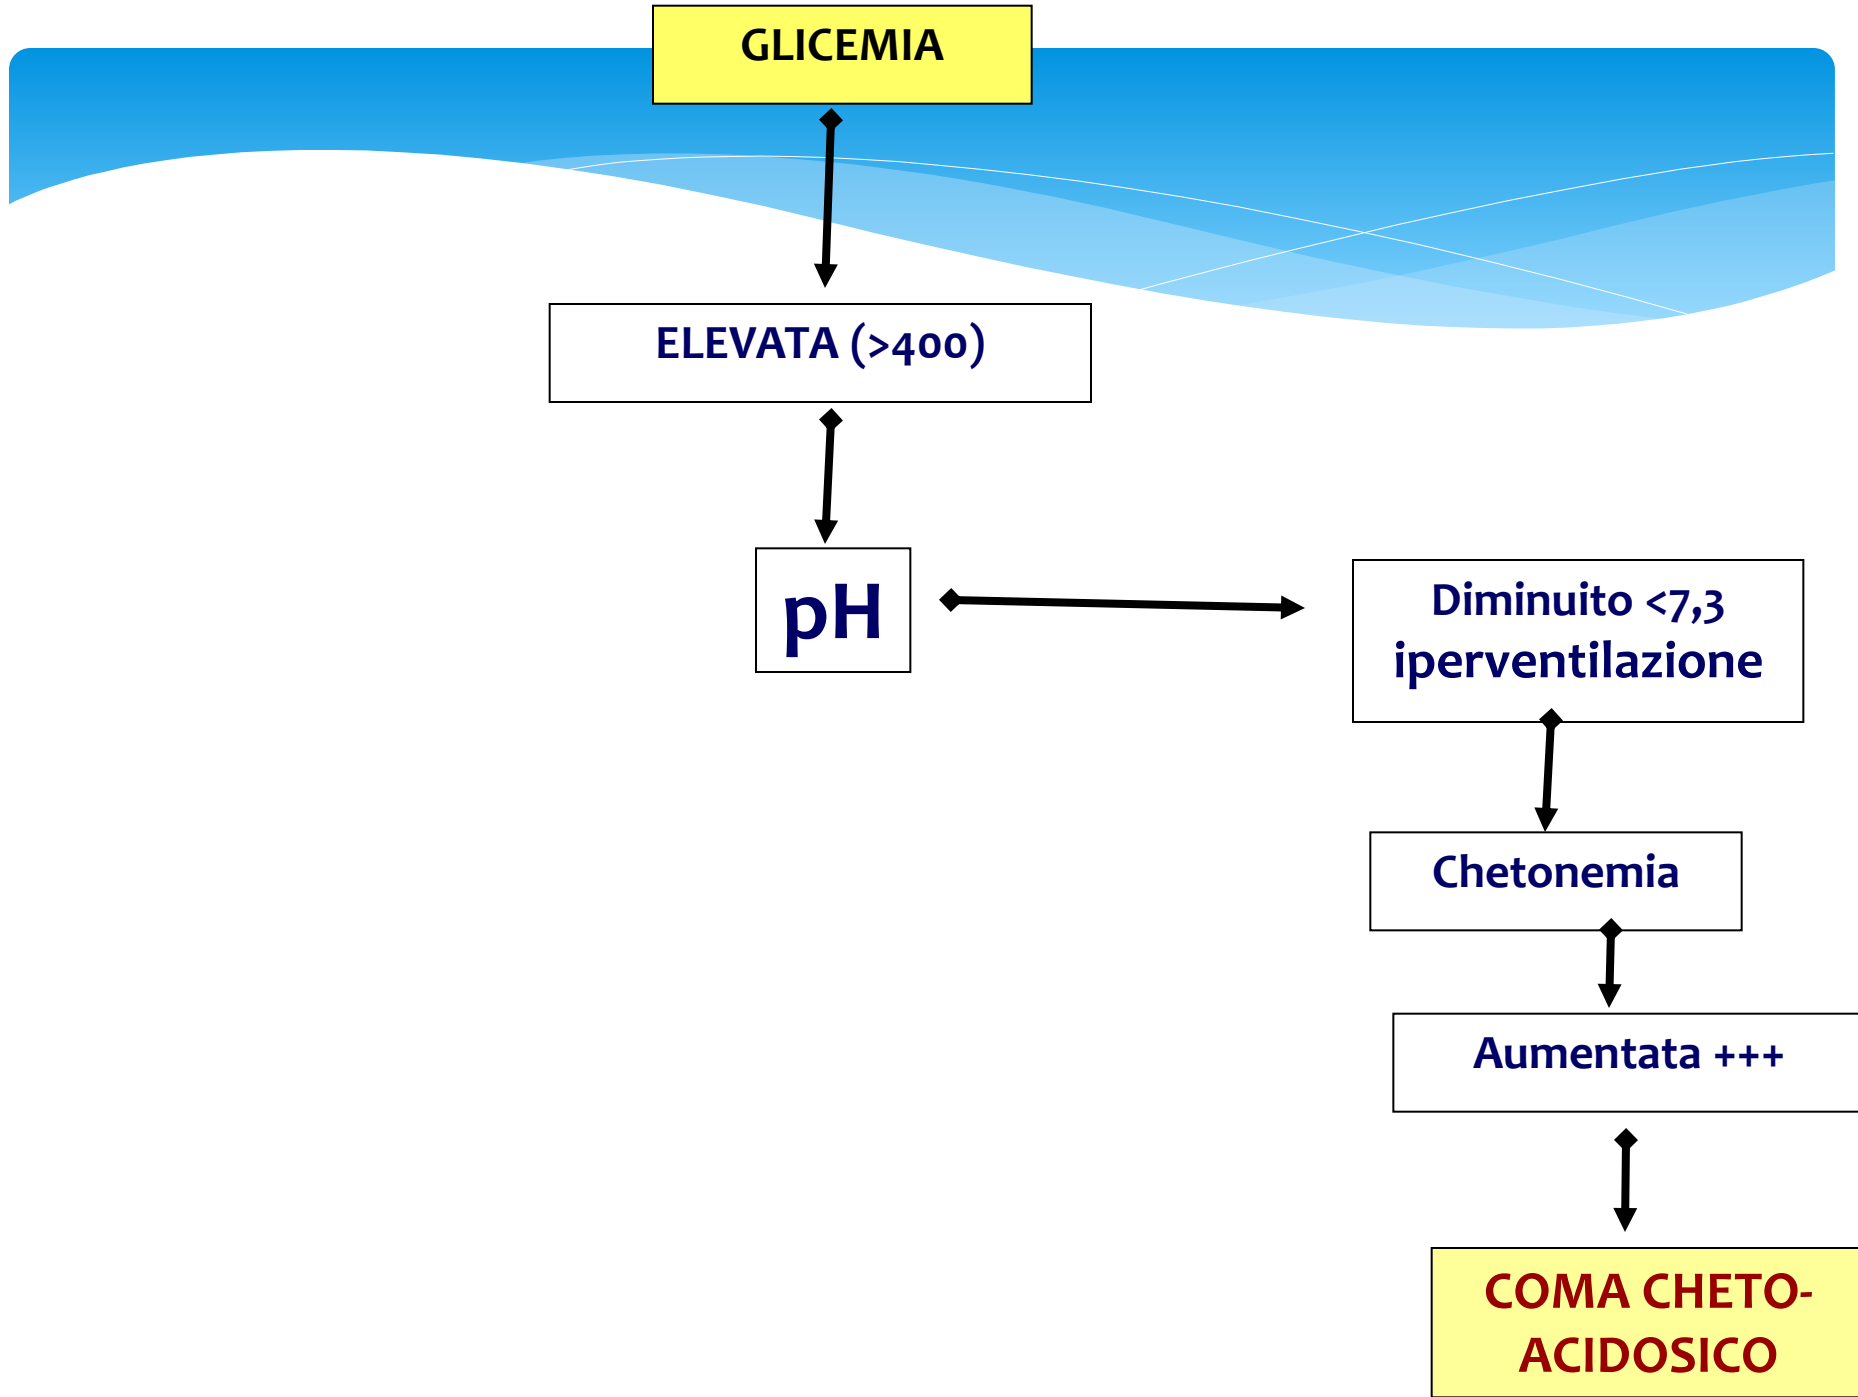 GLICEMIA
ELEVATA (>400)
pH
Diminuito <7,3
iperventilazione
Chetonemia
Aumentata +++
COMA CHETO-
ACIDOSICO